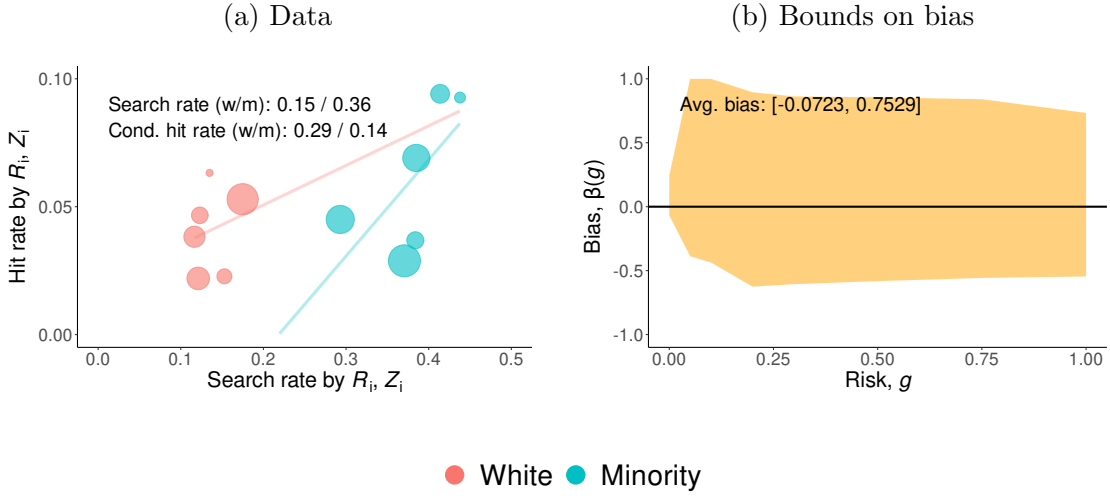 (a) Data
Search rate (w/m): 0.15 / 0.36
Cond. hit rate (w/m): 0.29 / 0.14
0.10
0.05
0.00
Hit rate by Ri, Zi
0.0 0.1 0.2 0.3 0.4 0.5
Search rate by Ri, Zi
(b) Bounds on bias
Avg. bias: [-0.0723, 0.7529]
1.0
0.5
0.0
-0.5
-1.0
Bias, β(g)
0.00 0.25 0.50 0.75 1.00
Risk, g
White Minority